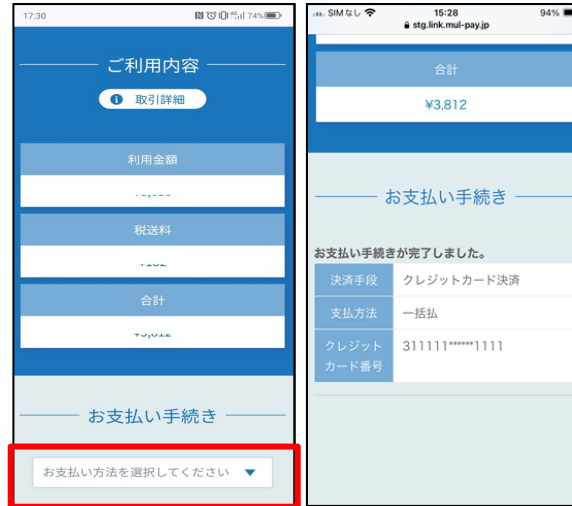 17:30
74%
ご利用内容
取引詳細
利用金額
税送料
合計
お支払い手続き
お支払い方法を選択してください
SIMなし
15:28
94%
stg.link.mul-pay.jp
合計
¥3,812
お支払い手続き
お支払い手続きが完了しました。
決済手段 クレジットカード決済
支払方法 一括払
クレジット
カード番号
311111******1111